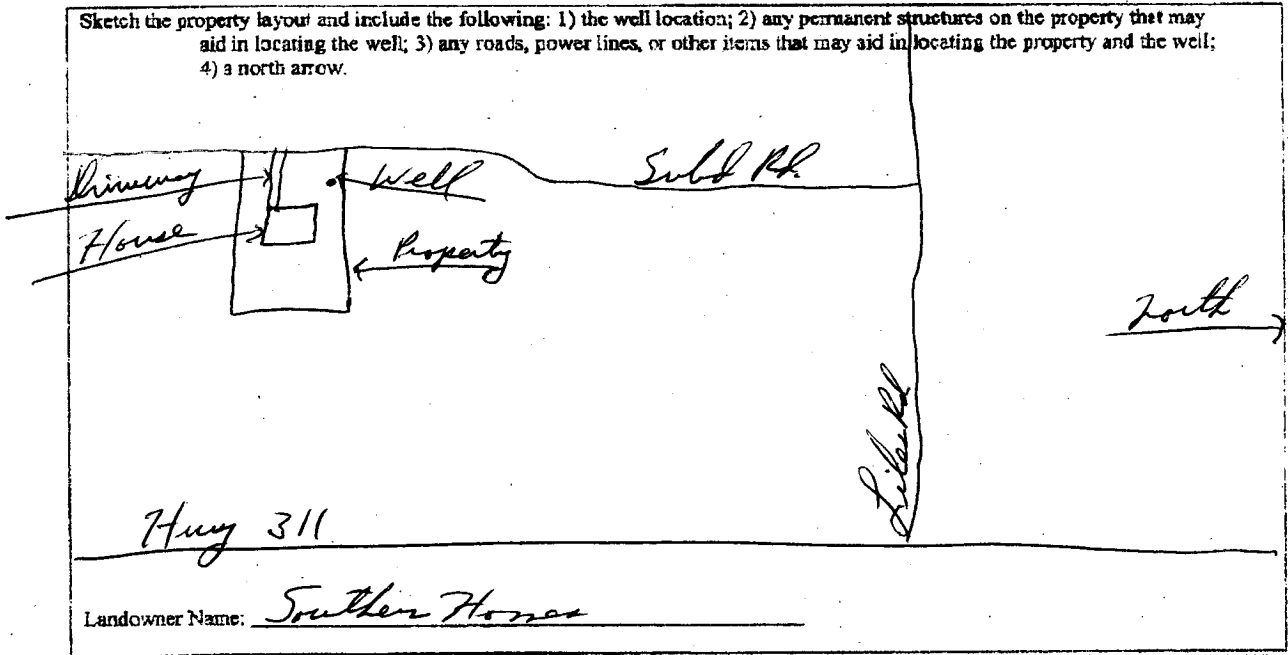 Sketch the property layout and include the following: 1) the well location; 2) any permanent structures on the property that may
aid in locating the well; 3) any roads, power lines, or other items that may aid in locating the property and the well;
4) a north arrow.
Driveway
Well
Subd Rd.
House
Property
North
Liles Rd
Hwy 311
Landowner Name: Southern Homes